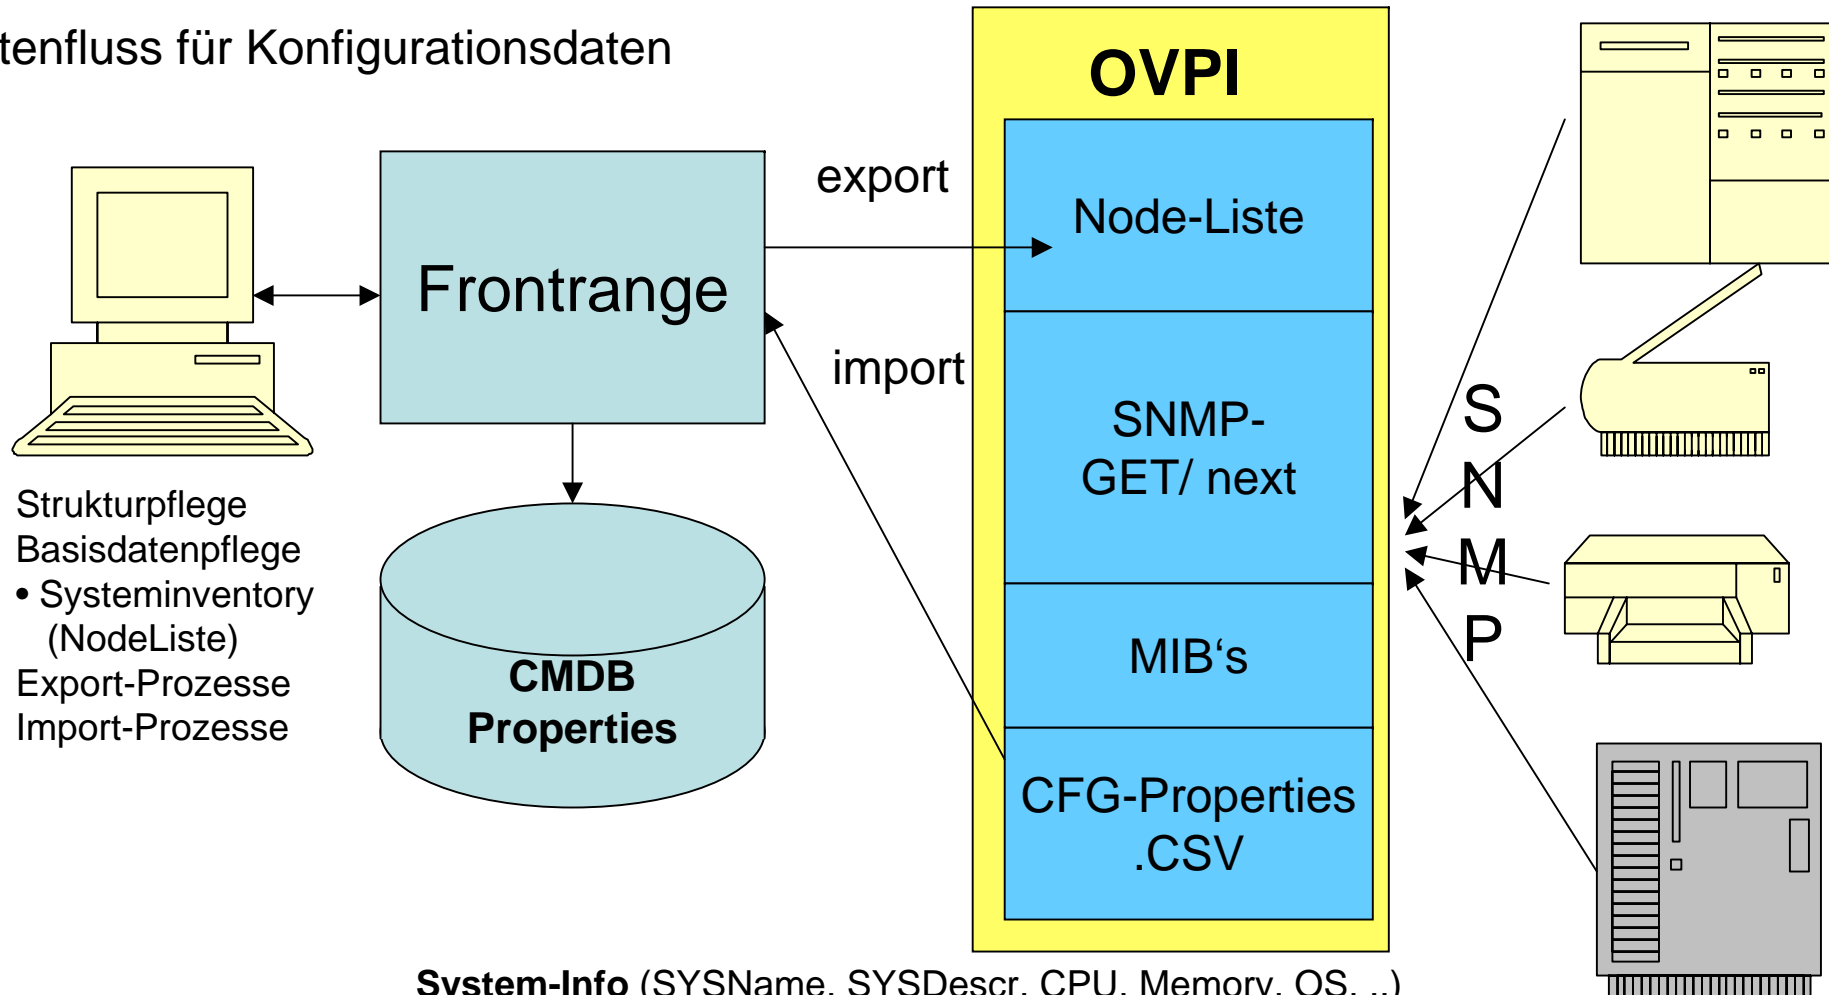 tenfluss für Konfigurationsdaten
OVPI
export
Node-Liste
Frontrange
import
SNMP-
GET/ next
S
N
M
P
Strukturpflege
Basisdatenpflege
• Systeminventory
(NodeListe)
Export-Prozesse
Import-Prozesse
CMDB
Properties
MIB‘s
CFG-Properties
.CSV
System-Info (SYSName, SYSDescr, CPU, Memory, OS, ..)